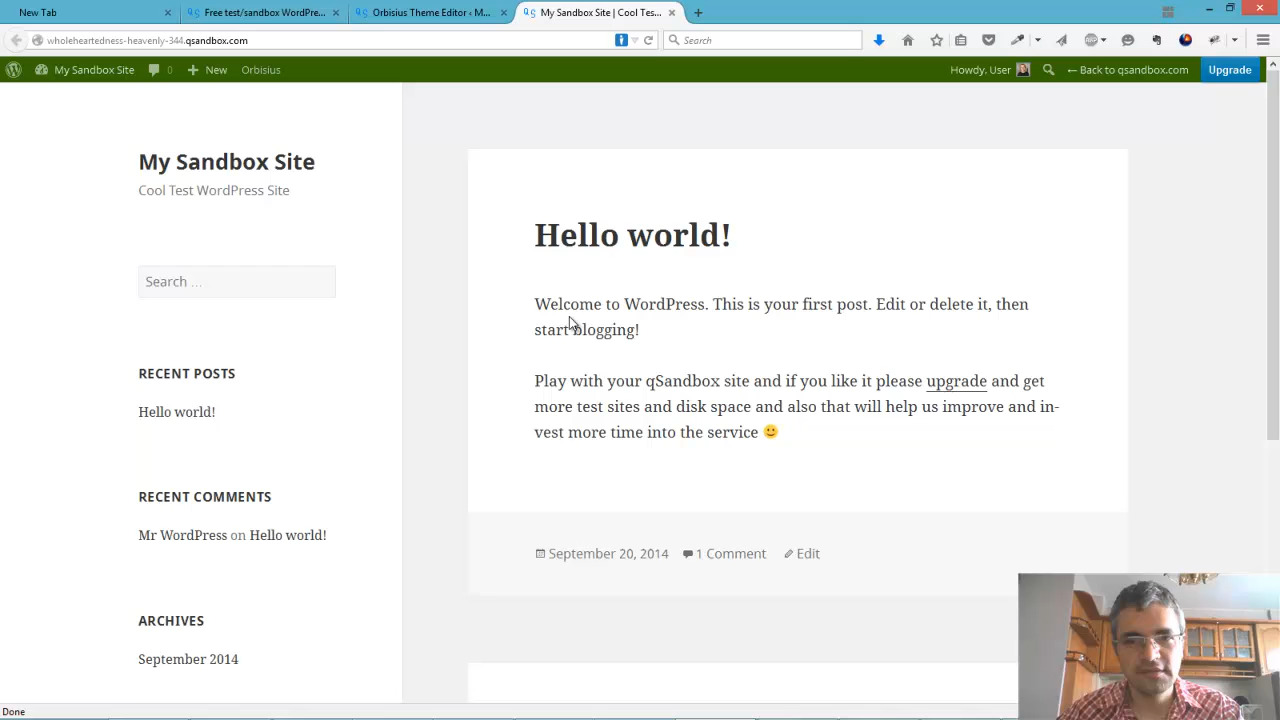 New Tab
Free test/sandbox WordPre...
Orbisius Theme Editor ‹ M...
My Sandbox Site | Cool Tes...
wholeheartedness-heavenly-344.qsandbox.com
Search
My Sandbox Site
0
New
Orbisius
Howdy, User
← Back to qsandbox.com
Upgrade
My Sandbox Site
Cool Test WordPress Site
Search ...
RECENT POSTS
Hello world!
RECENT COMMENTS
Mr WordPress on Hello world!
ARCHIVES
September 2014
Hello world!
Welcome to WordPress. This is your first post. Edit or delete it, then
start blogging!
Play with your qSandbox site and if you like it please upgrade and get
more test sites and disk space and also that will help us improve and in-
vest more time into the service
September 20, 2014
1 Comment
Edit
Done